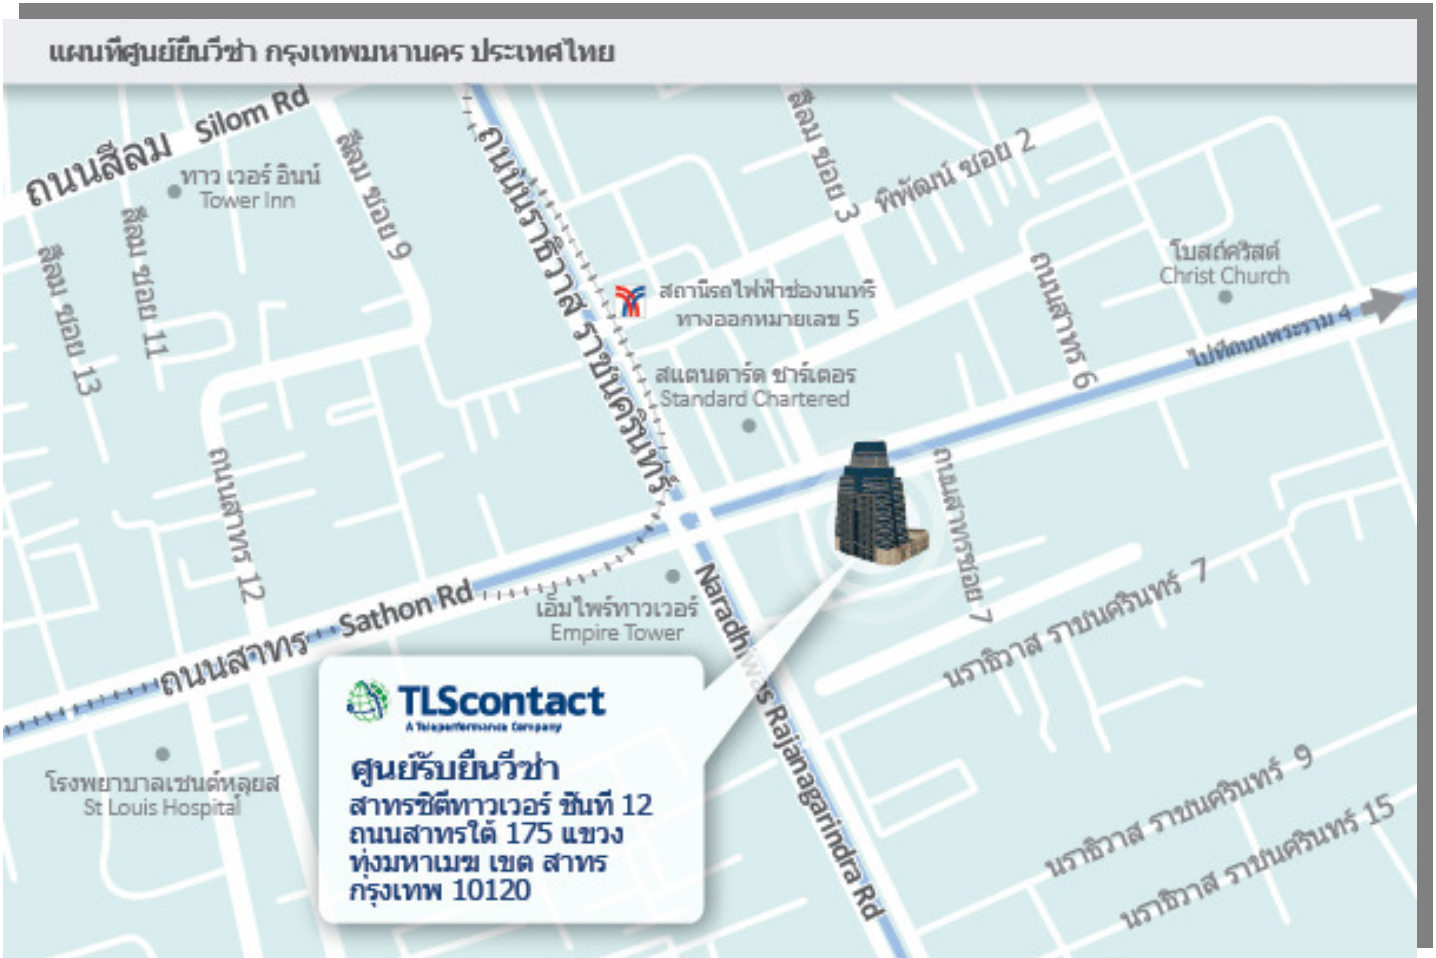 แผนที่ศูนย์ยื่นวีซ่า กรุงเทพมหานคร ประเทศไทย
ถนนสีลม Silom Rd
ทาว เวอร์ อินน์
Tower Inn
สีลม ซอย 9
สีลม ซอย 11
สีลม ซอย 13
ถนนนราธิวาส ราชนครินทร์
สีลม ซอย 3
พิพัฒน์ ซอย 2
สถานีรถไฟฟ้าช่องนนทรี
ทางออกหมายเลข 5
โบสถ์คริสต์
Christ Church
ถนนสาทร 6
ไปที่ถนนพระราม 4
สแตนดาร์ด ชาร์เตอร
Standard Chartered
ถนนสาทร 12
ถนนสาทรซอย 7
ถนนสาทร Sathon Rd
เอ็มไพร์ทาวเวอร์
Empire Tower
Naradhiwas Rajanagarindra Rd
นราธิวาส ราชนครินทร์ 7
นราธิวาส ราชนครินทร์ 9
นราธิวาส ราชนครินทร์ 15
โรงพยาบาลเซนต์หลุยส
St Louis Hospital
TLScontact
A Teleperformance Company
ศูนย์รับยื่นวีซ่า
สาทรซิตีทาวเวอร์ ชั้นที่ 12
ถนนสาทรใต้ 175 แขวง
ทุ่งมหาเมฆ เขต สาทร
กรุงเทพ 10120